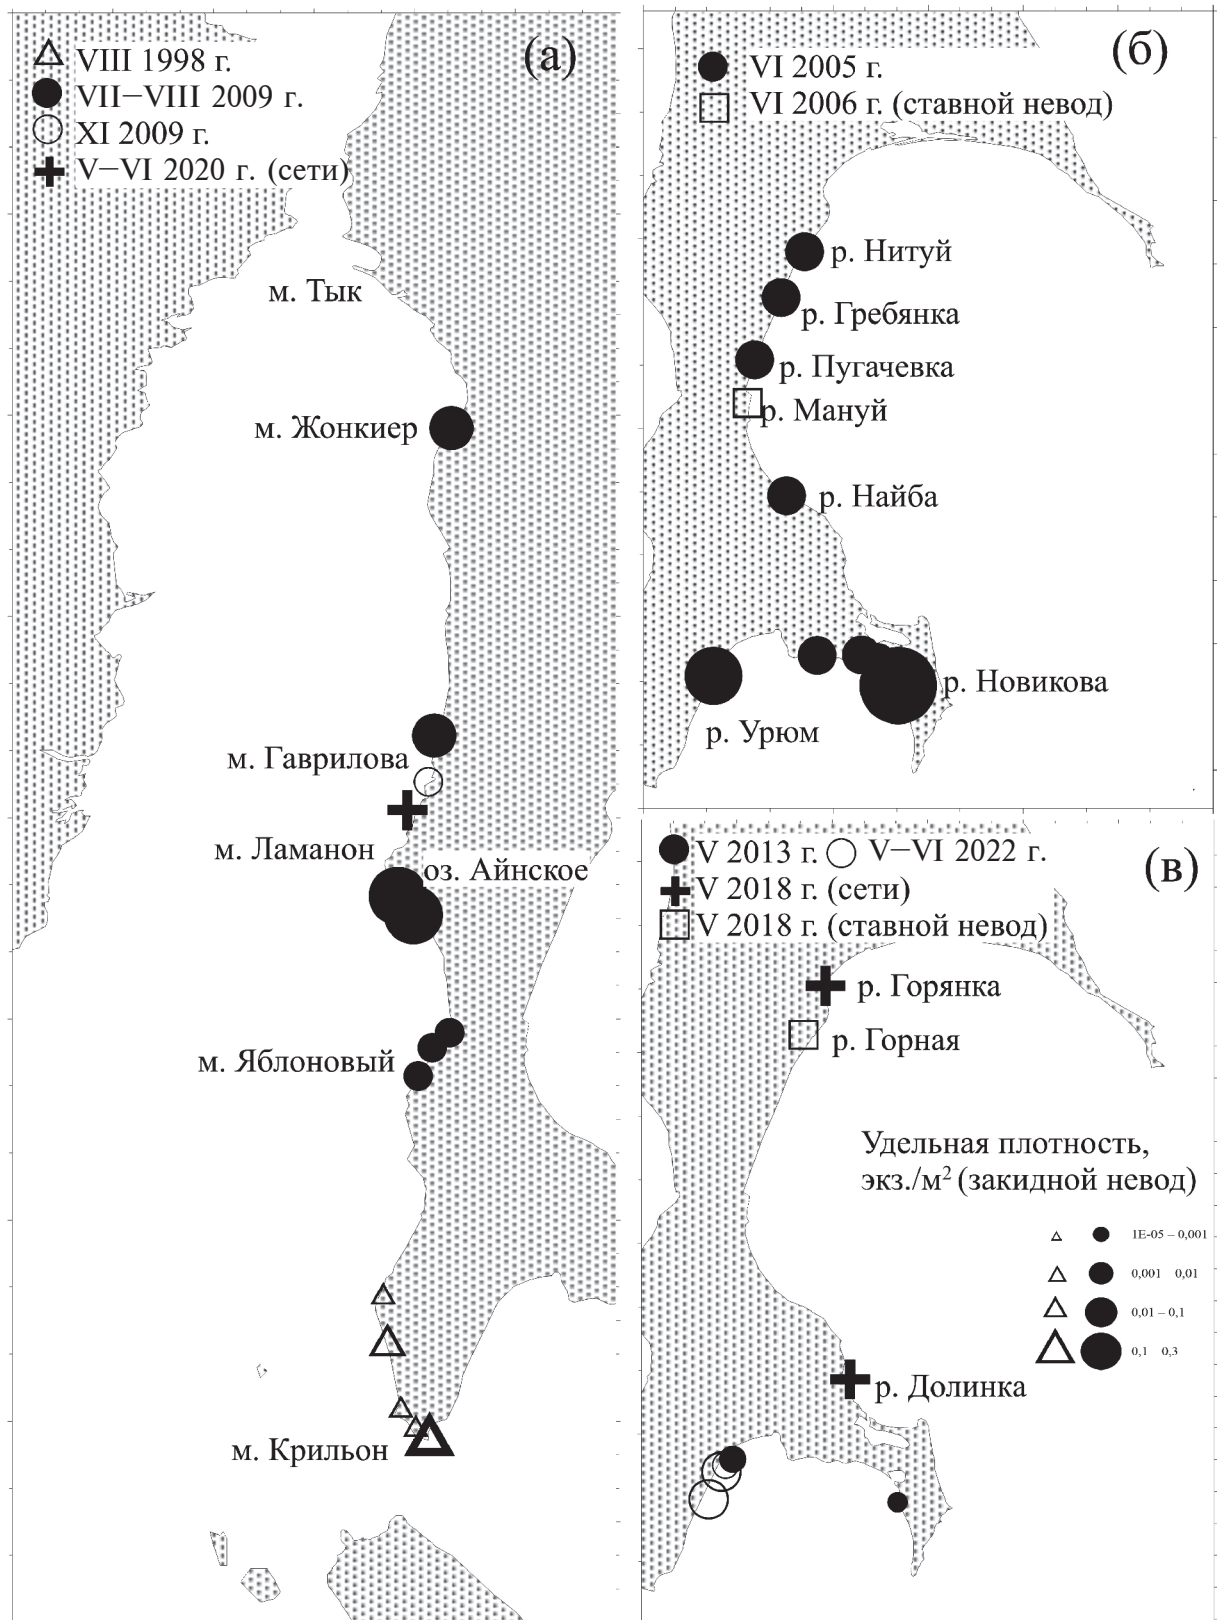 (а)
VIII 1998 г.
VII–VIII 2009 г.
XI 2009 г.
V–VI 2020 г. (сети)
м. Тык
м. Жонкиер
м. Гаврилова
м. Ламанон
оз. Айнское
м. Яблоновый
м. Крильон
(б)
VI 2005 г.
VI 2006 г. (ставной невод)
р. Нитуй
р. Гребянка
р. Пугачевка
р. Мануй
р. Найба
р. Новикова
р. Урюм
(в)
V 2013 г. V–VI 2022 г.
V 2018 г. (сети)
V 2018 г. (ставной невод)
р. Горянка
р. Горная
Удельная плотность,
экз./м² (закидной невод)
1E-05 – 0,001
0,001 0,01
0,01 – 0,1
0,1 0,3
р. Долинка